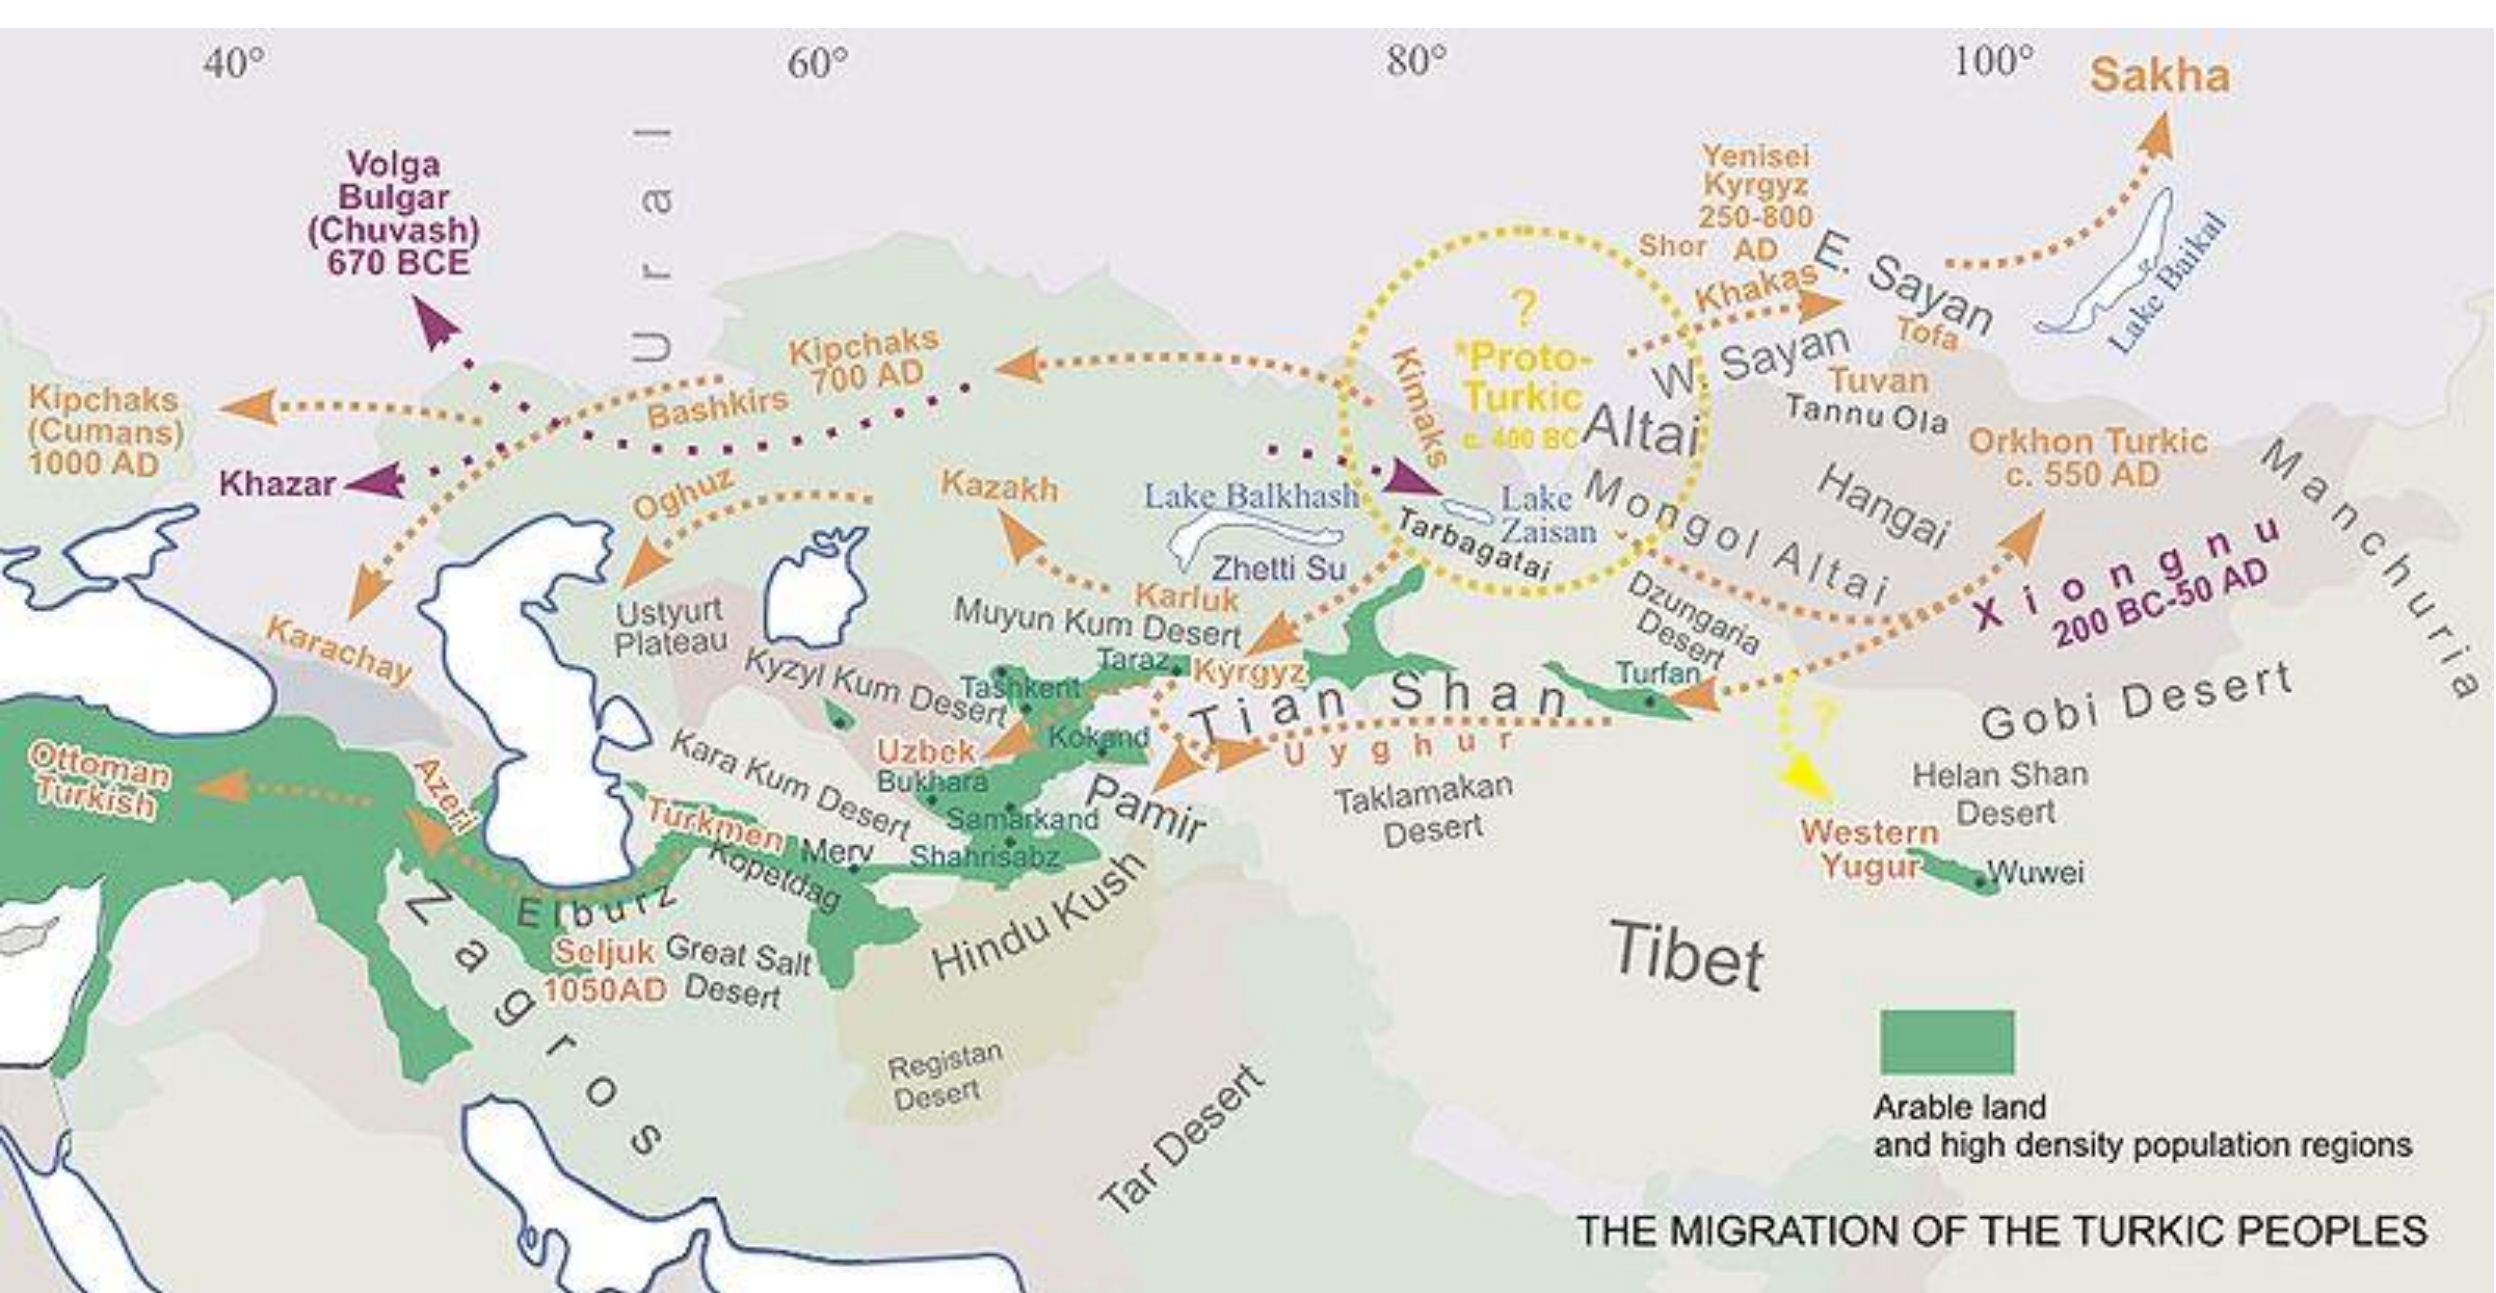 40°
60°
80°
100°
Sakha
Volga
Bulgar
(Chuvash)
670 BCE
Ural
Yenisei
Kyrgyz
250-800
AD
Shor
Khakas
E. Sayan
Lake Baikal
Tofa
W Sayan
Tuvan
Tannu Ola
?
*Proto-
Turkic
c. 400 BC
Altai
Kimaks
Kipchaks
700 AD
Bashkirs
Kipchaks
(Cumans)
1000 AD
Khazar
Oghuz
Kazakh
Lake Balkhash
Lake
Zaisan
Zhetti Su
Tarbagatai
Mongol Altai
Hangai
Orkhon Turkic
c. 550 AD
Manchuria
Xiongnu
200 BC-50 AD
Karachay
Ustyurt
Plateau
Muyun Kum Desert
Karluk
Dzungaria
Desert
Kyzyl Kum Desert
Taraz
Kyrgyz
Tashkent
Tian Shan
Turfan
Gobi Desert
Ottoman
Turkish
Azeri
Kara Kum Desert
Uzbek
Bukhara
Kokand
Uyghur
?
Pamir
Taklamakan
Desert
Helan Shan
Desert
Turkmen
Merv
Samarkand
Shahrisabz
Kopetdag
Western
Yugur
Wuwei
Zagros
Elburz
Seljuk
1050AD
Great Salt
Desert
Hindu Kush
Tibet
Registan
Desert
Tar Desert
Arable land
and high density population regions
THE MIGRATION OF THE TURKIC PEOPLES